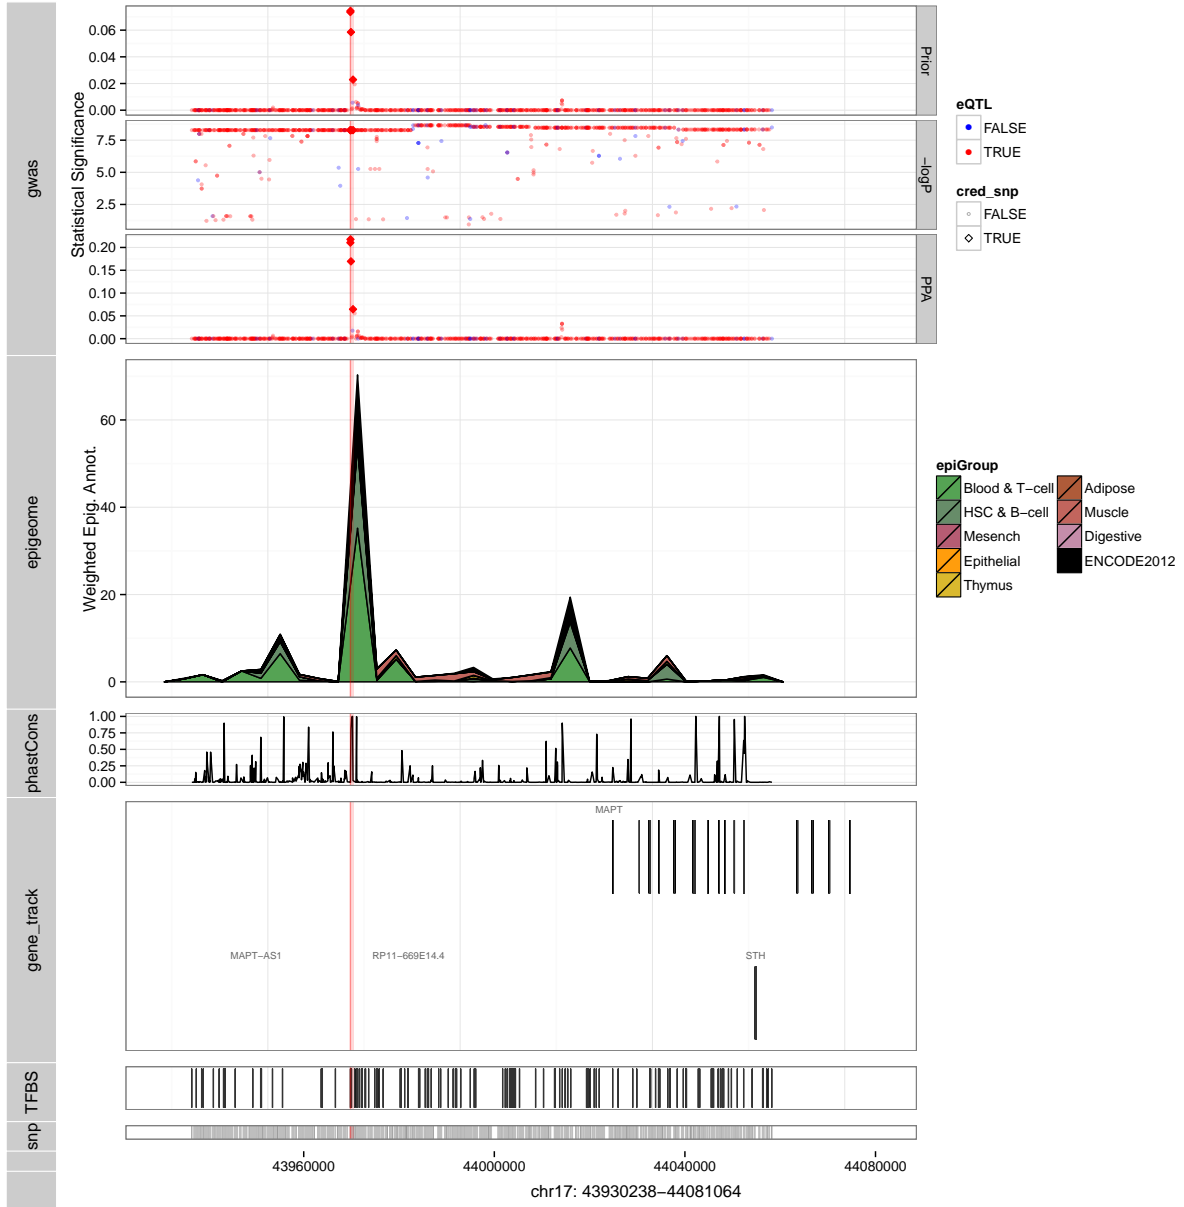 gwas
Statistical Significance
0.06
0.04
0.02
0.00
Prior
7.5
5.0
2.5
−logP
0.20
0.15
0.10
0.05
0.00
PPA
eQTL
FALSE
TRUE
cred_snp
FALSE
TRUE
epigeome
Weighted Epig. Annot.
60
40
20
0
epiGroup
Blood & T−cell
HSC & B−cell
Mesench
Epithelial
Thymus
Adipose
Muscle
Digestive
ENCODE2012
phastCons
1.00
0.75
0.50
0.25
0.00
gene_track
MAPT
MAPT−AS1
RP11−669E14.4
STH
TFBS
snp
43960000
44000000
44040000
44080000
chr17: 43930238−44081064